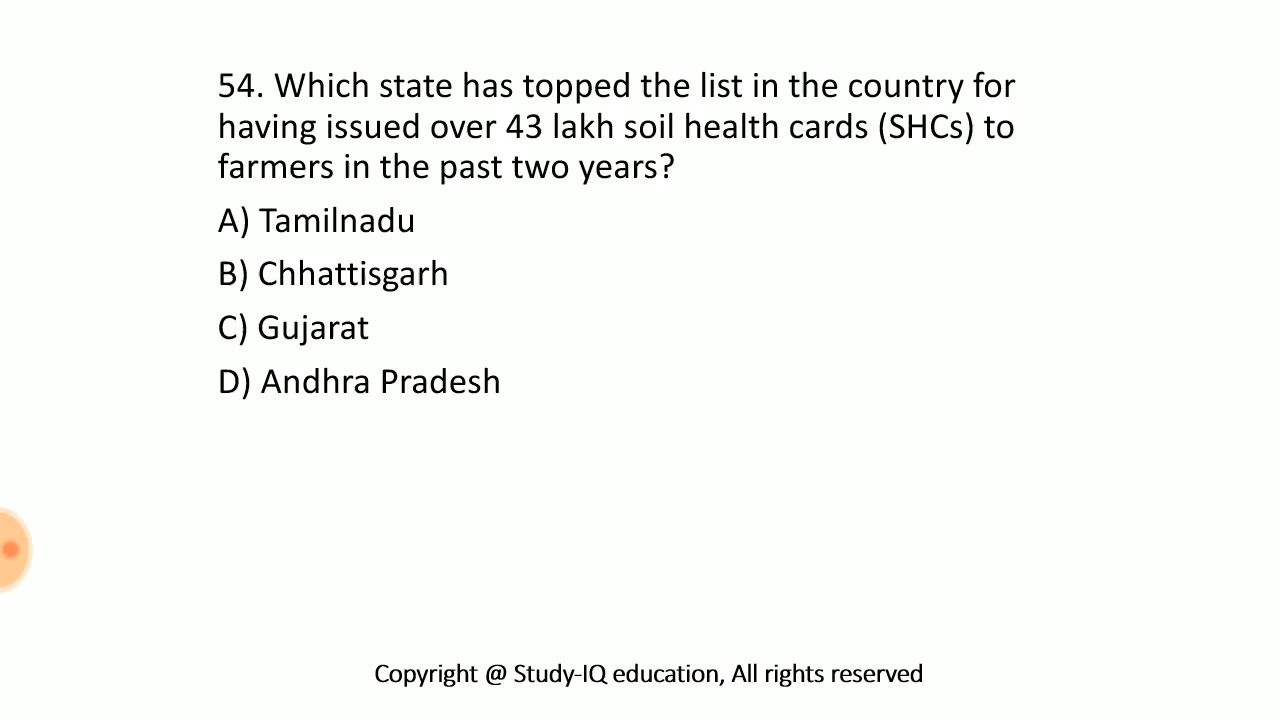 54. Which state has topped the list in the country for
having issued over 43 lakh soil health cards (SHCs) to
farmers in the past two years?
A) Tamilnadu
B) Chhattisgarh
C) Gujarat
D) Andhra Pradesh
Copyright @ Study-IQ education, All rights reserved